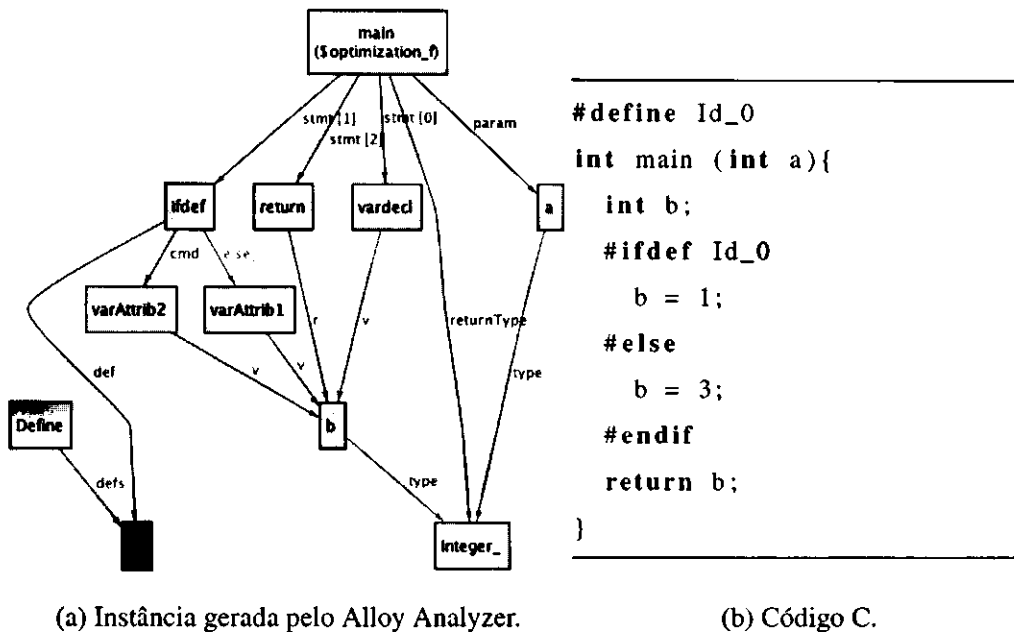 main
($optimization_f)
stmt [1]
stmt [2]
stmt [0]
param
ifdef
return
vardecl
a
cmd
varAttrib2
varAttrib1
r
v
returnType
def
v
v
type
Define
b
defs
type
Integer_
#define Id_0
int main (int a){
int b;
#ifdef Id_0
b = 1;
#else
b = 3;
#endif
return b;
}
(a) Instância gerada pelo Alloy Analyzer.
(b) Código C.